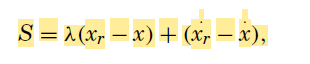 S = λ(x_r − x) + (ẋ_r − ẋ),